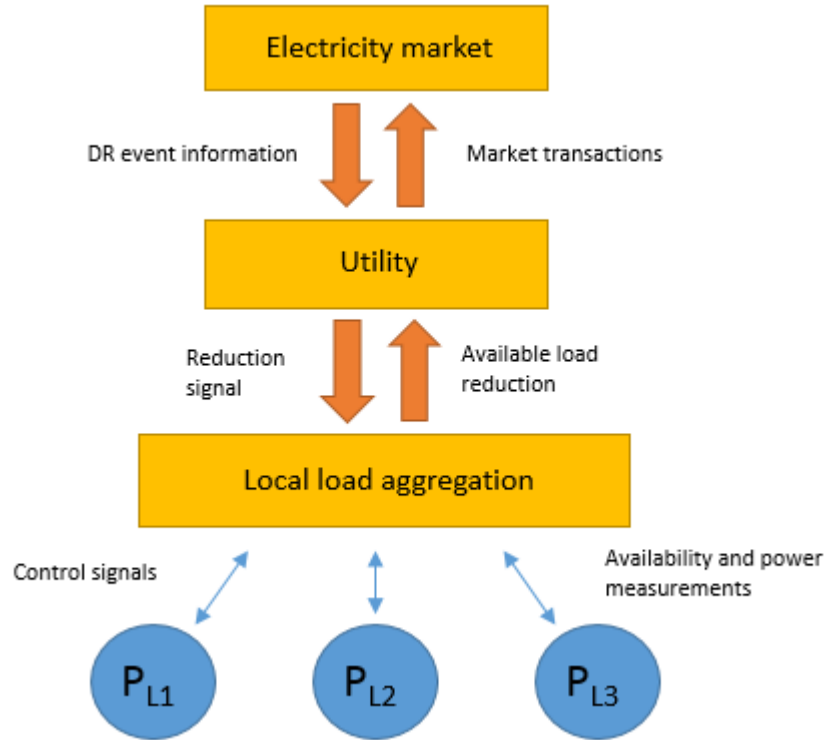 Electricity market
DR event information
Market transactions
Utility
Reduction
signal
Available load
reduction
Local load aggregation
Control signals
Availability and power
measurements
PL1
PL2
PL3